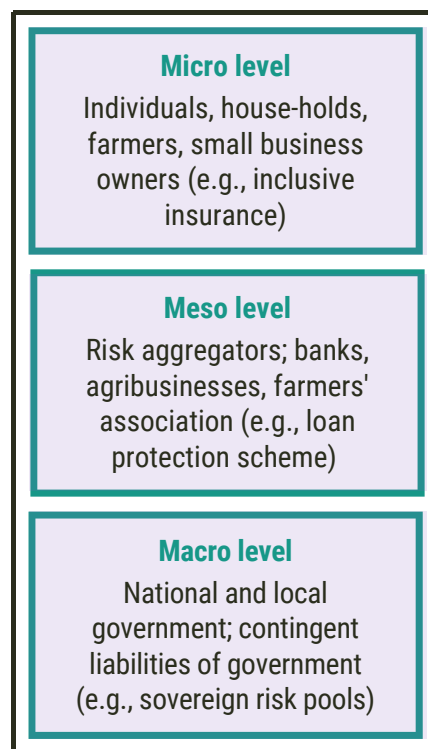 Micro level
Individuals, house-holds,
farmers, small business
owners (e.g., inclusive
insurance)
Meso level
Risk aggregators; banks,
agribusinesses, farmers'
association (e.g., loan
protection scheme)
Macro level
National and local
government; contingent
liabilities of government
(e.g., sovereign risk pools)